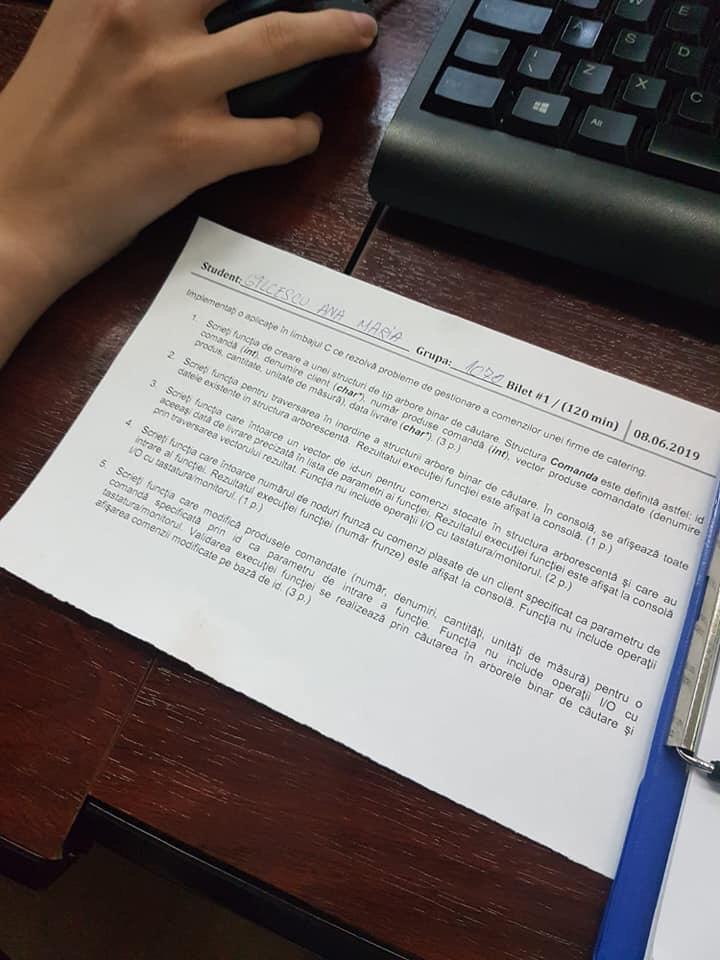 W
E
A
S
D
Z
X
C
Alt
Student: GÎLCESCU ANA MARIA Grupa: 1070 Bilet #1 / (120 min) 08.06.2019
Implementați o aplicație în limbajul C ce rezolvă probleme de gestionare a comenzilor unei firme de catering.
1. Scrieți funcția de creare a unei structuri de tip arbore binar de căutare. Structura Comanda este definită astfel: id
comandă (int), denumire client (char*), număr produse comandă (int), vector produse comandate (denumire
produs, cantitate, unitate de măsură), data livrare (char*). (3 p.)
2. Scrieți funcția pentru traversarea în inordine a structurii arbore binar de căutare. În consolă, se afișează toate
datele existente în structura arborescentă. Rezultatul execuției funcției este afișat la consolă. (1 p.)
3. Scrieți funcția care întoarce un vector de id-uri pentru comenzi stocate în structura arborescentă și care au
aceeași dată de livrare precizată în lista de parametri ai funcției. Rezultatul execuției funcției este afișat la consolă
prin traversarea vectorului rezultat. Funcția nu include operații I/O cu tastatura/monitorul. (2 p.)
4. Scrieți funcția care întoarce numărul de noduri frunză cu comenzi plasate de un client specificat ca parametru de
intrare al funcției. Rezultatul execuției funcției (număr frunze) este afișat la consolă. Funcția nu include operații
I/O cu tastatura/monitorul. (1 p.)
5. Scrieți funcția care modifică produsele comandate (număr, denumiri, cantități, unități de măsură) pentru o
comandă specificată prin id ca parametru de intrare a funcție. Funcția nu include operații I/O cu
tastatura/monitorul. Validarea execuției funcției se realizează prin căutarea în arborele binar de căutare și
afișarea comenzii modificate pe bază de id. (3 p.)